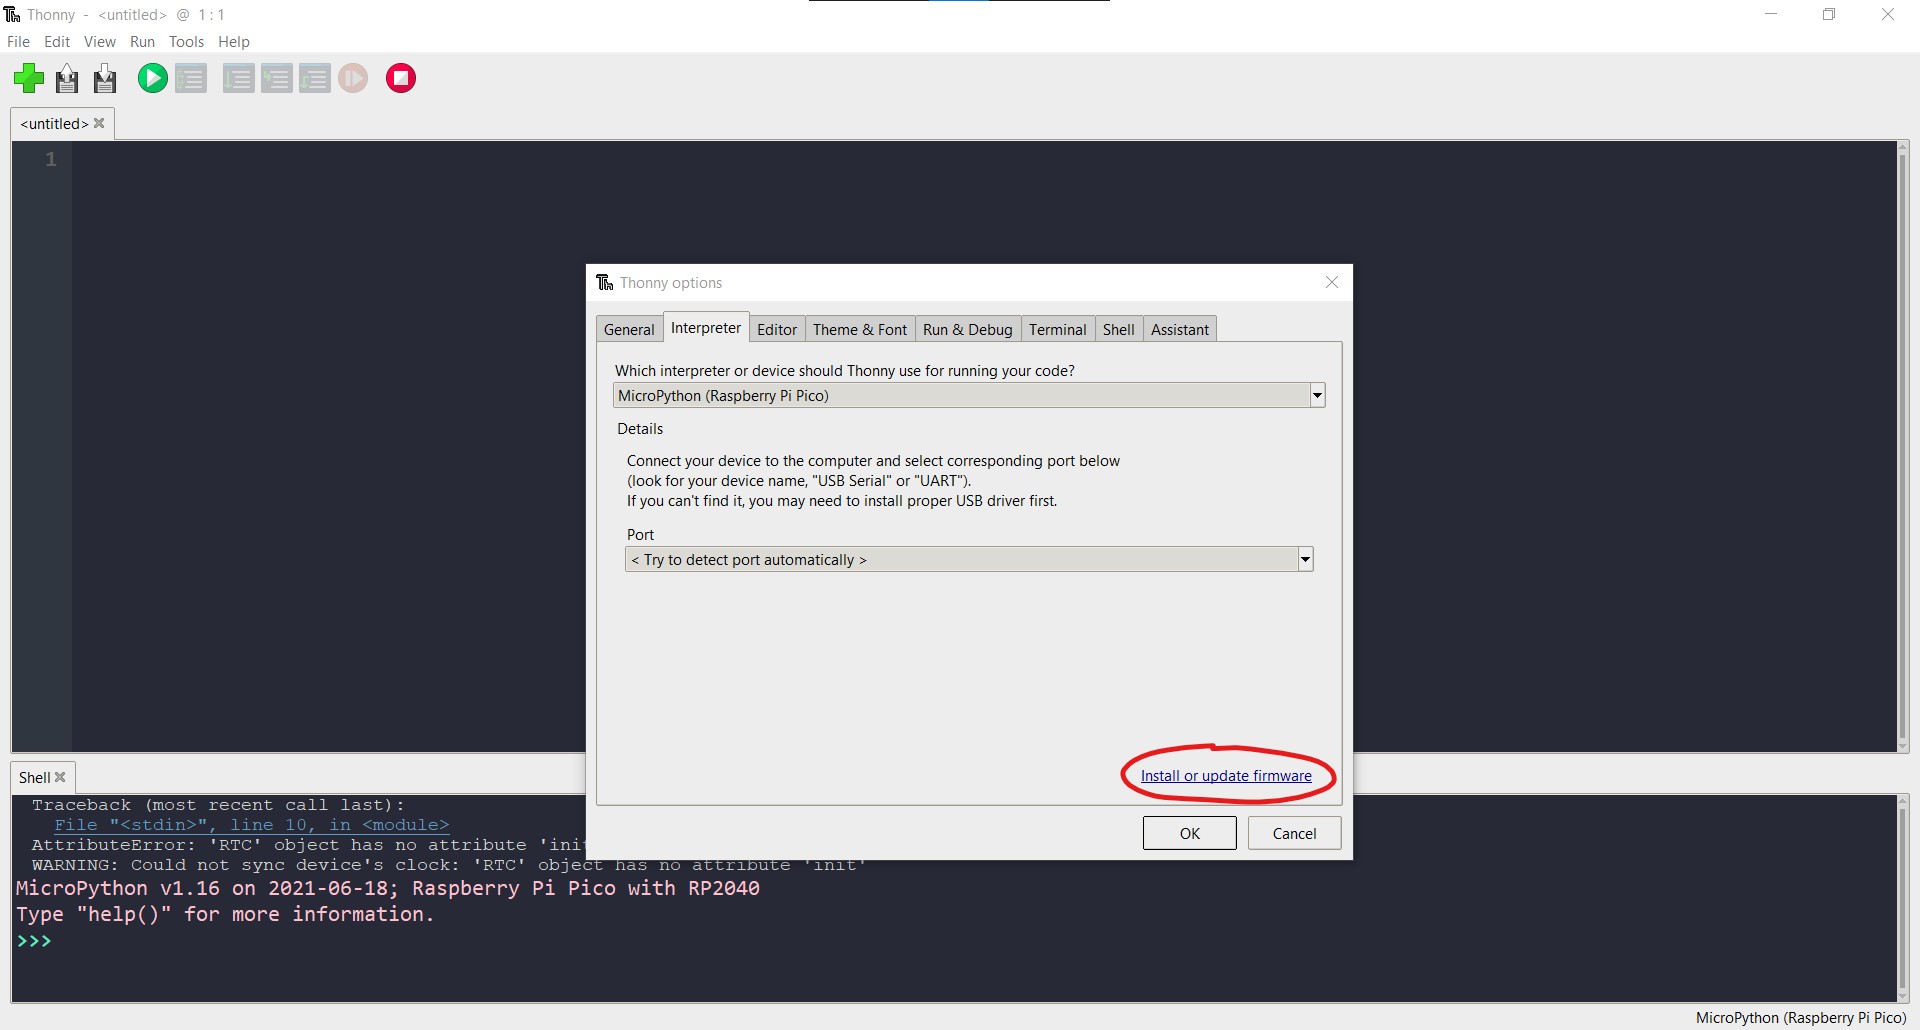 Thonny - <untitled> @ 1 : 1
File Edit View Run Tools Help
<untitled>
1
Thonny options
General Interpreter Editor Theme & Font Run & Debug Terminal Shell Assistant
Which interpreter or device should Thonny use for running your code?
MicroPython (Raspberry Pi Pico)
Details
Connect your device to the computer and select corresponding port below
(look for your device name, "USB Serial" or "UART").
If you can't find it, you may need to install proper USB driver first.
Port
< Try to detect port automatically >
Install or update firmware
OK Cancel
Shell
Traceback (most recent call last):
File "<stdin>", line 10, in <module>
AttributeError: 'RTC' object has no attribute 'init
WARNING: Could not sync device's clock: 'RTC' object has no attribute 'init'
MicroPython v1.16 on 2021-06-18; Raspberry Pi Pico with RP2040
Type "help()" for more information.
>>>
MicroPython (Raspberry Pi Pico)